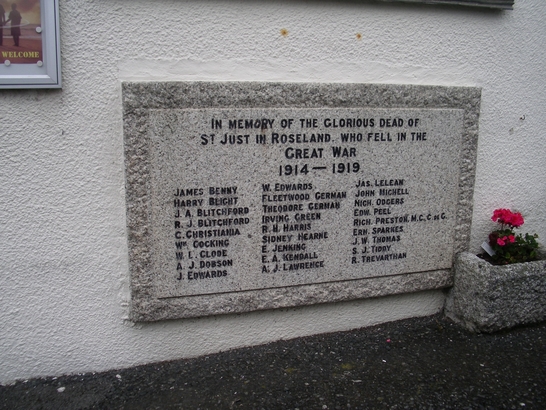 WELCOME
IN MEMORY OF THE GLORIOUS DEAD OF
ST JUST IN ROSELAND, WHO FELL IN THE
GREAT WAR
1914 — 1919.
JAMES BENNY
HARRY BLIGHT
J. A. BLITCHFORD
R. J. BLITCHFORD
C. CHRISTIANIA
WM COCKING
W. L. CLODE
A. J. DOBSON
J. EDWARDS
W. EDWARDS
FLEETWOOD GERMAN
THEODORE GERMAN
IRVING GREEN
R. H. HARRIS
SIDNEY HEARNE
E. JENKING
E. A. KENDALL
A. J. LAWRENCE
JAS. LELEAN
JOHN MICHELL
NICH. ODGERS
EDW. PEEL
RICH. PRESTON. M.C., C. DE G.
ERN. SPARKES
J. W. THOMAS
S. J. TIDDY
R. TREVARTHAN